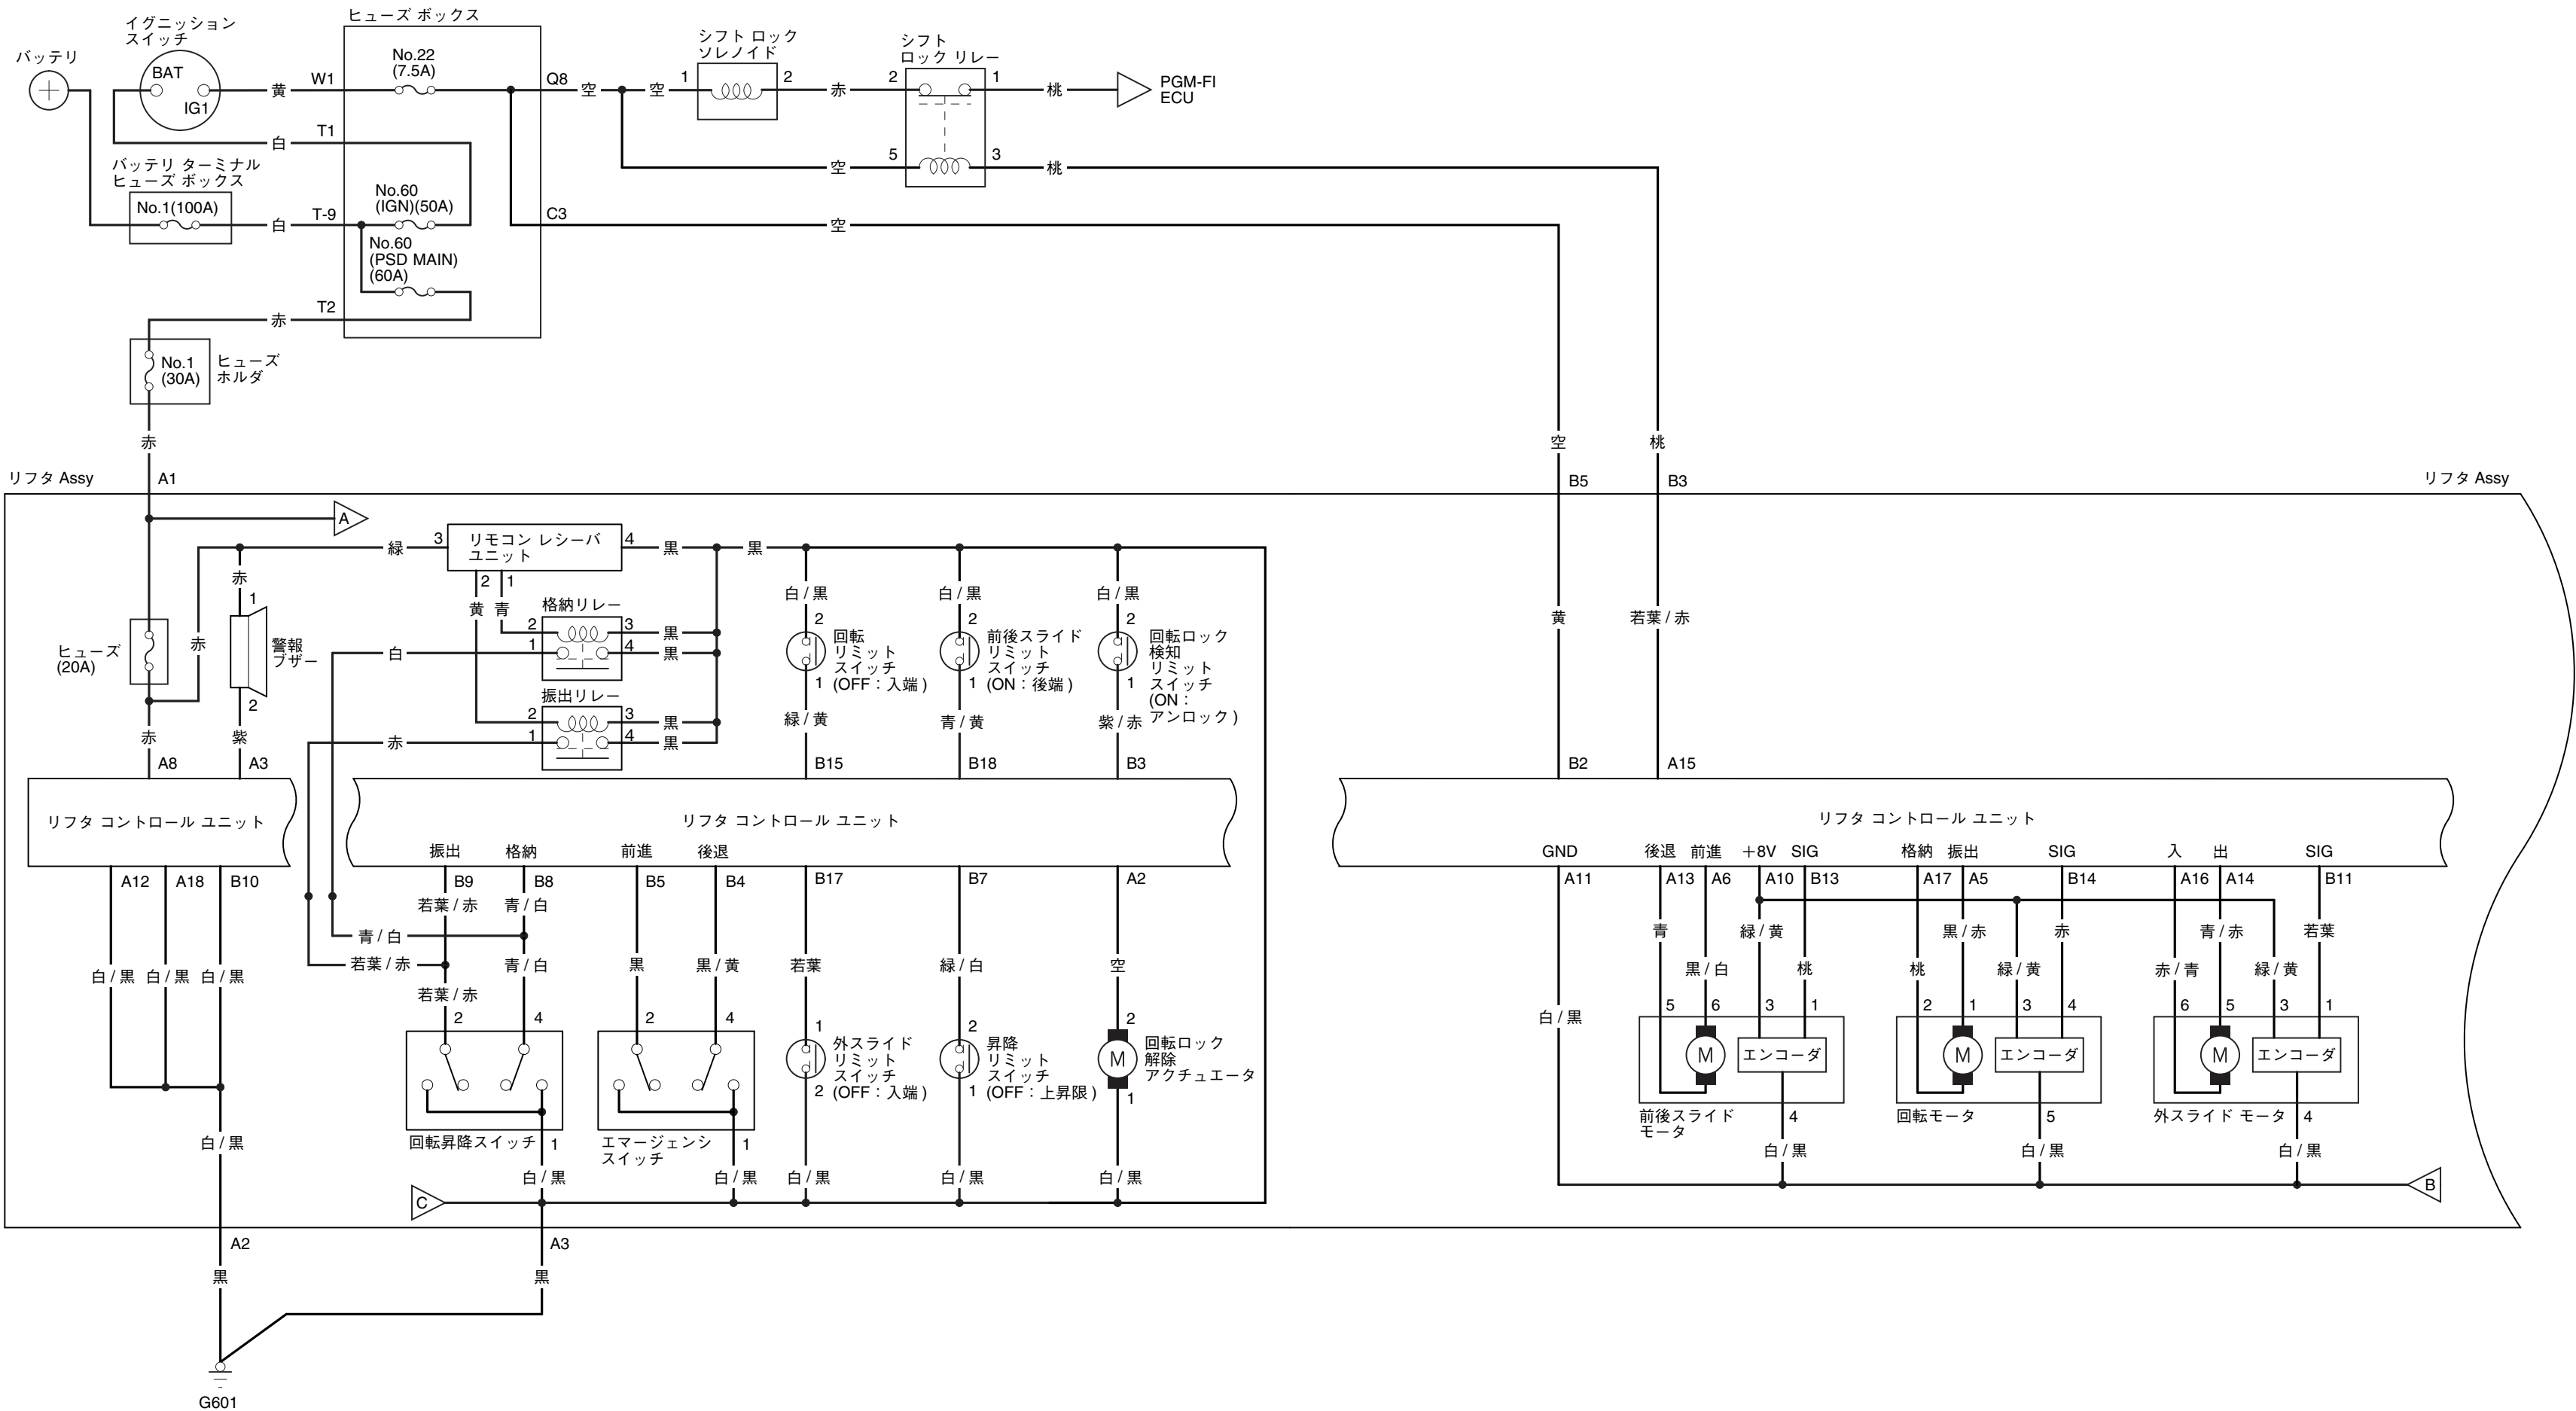 ヒューズ ボックス
イグニッション
スイッチ
バッテリ
BAT
IG1
黄
W1
No.22
(7.5A)
Q8
空
空
1
シフト ロック
ソレノイド
2
赤
シフト
ロック リレー
2
1
桃
PGM-FI
ECU
T1
白
5
空
3
桃
バッテリ ターミナル
ヒューズ ボックス
No.1(100A)
白
T-9
No.60
(IGN)(50A)
No.60
(PSD MAIN)
(60A)
C3
空
T2
赤
No.1
(30A)
ヒューズ
ホルダ
赤
空
桃
リフタ Assy
A1
B5
B3
リフタ Assy
A
緑
3
リモコン レシーバ
ユニット
4
黒
黒
2
1
黄
青
赤
1
警報
ブザー
2
紫
赤
ヒューズ
(20A)
赤
A8
A3
格納リレー
2
3
黒
1
4
黒
白
振出リレー
2
3
黒
1
4
黒
赤
白 / 黒
2
回転
リミット
スイッチ
(OFF：入端 )
1
緑 / 黄
B15
白 / 黒
2
前後スライド
リミット
スイッチ
(ON：後端 )
1
青 / 黄
B18
白 / 黒
2
回転ロック
検知
リミット
スイッチ
(ON：
アンロック )
1
紫 / 赤
B3
黄
若葉 / 赤
B2
A15
リフタ コントロール ユニット
リフタ コントロール ユニット
リフタ コントロール ユニット
振出
格納
前進
後退
GND
後退
前進
＋8V
SIG
格納
振出
SIG
入
出
SIG
A12
A18
B10
B9
B8
B5
B4
B17
B7
A2
A11
A13
A6
A10
B13
A17
A5
B14
A16
A14
B11
若葉 / 赤
青 / 白
青 / 白
若葉 / 赤
青 / 白
若葉 / 赤
白 / 黒
白 / 黒
白 / 黒
黒
黒 / 黄
若葉
緑 / 白
空
青
黒 / 白
緑 / 黄
桃
桃
黒 / 赤
緑 / 黄
赤
赤 / 青
青 / 赤
緑 / 黄
若葉
白 / 黒
2
4
回転昇降スイッチ
1
白 / 黒
2
4
エマージェンシ
スイッチ
1
白 / 黒
1
外スライド
リミット
スイッチ
(OFF：入端 )
2
白 / 黒
2
昇降
リミット
スイッチ
(OFF：上昇限 )
1
白 / 黒
2
M
回転ロック
解除
アクチュエータ
1
白 / 黒
5
6
3
1
M
エンコーダ
前後スライド
モータ
4
白 / 黒
2
1
3
4
M
エンコーダ
回転モータ
5
白 / 黒
6
5
3
1
M
エンコーダ
外スライド モータ
4
白 / 黒
白 / 黒
C
B
A2
A3
黒
黒
G601